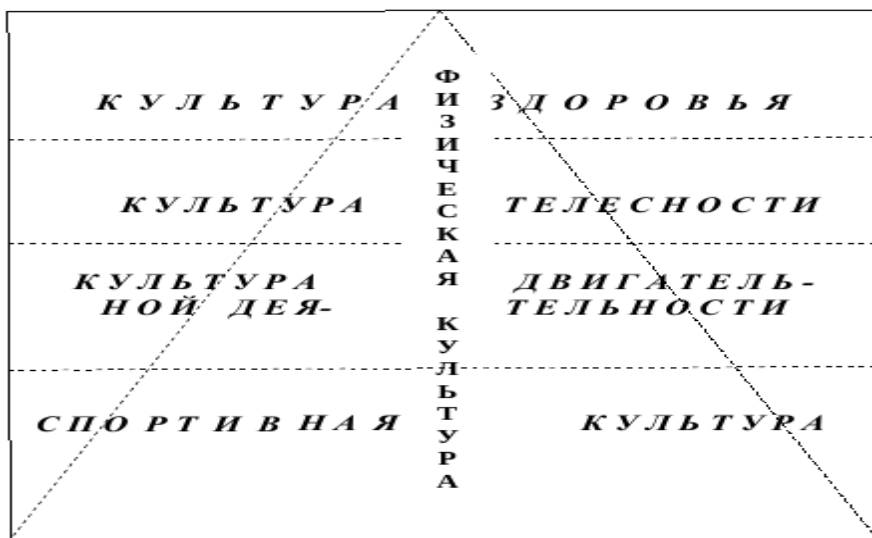 КУЛЬТУРА ЗДОРОВЬЯ
КУЛЬТУРА ТЕЛЕСНОСТИ
КУЛЬТУРА ДВИГАТЕЛЬ-
НОЙ ДЕЯ- ТЕЛЬНОСТИ
СПОРТИВНАЯ КУЛЬТУРА
ФИЗИЧЕСКАЯ КУЛЬТУРА